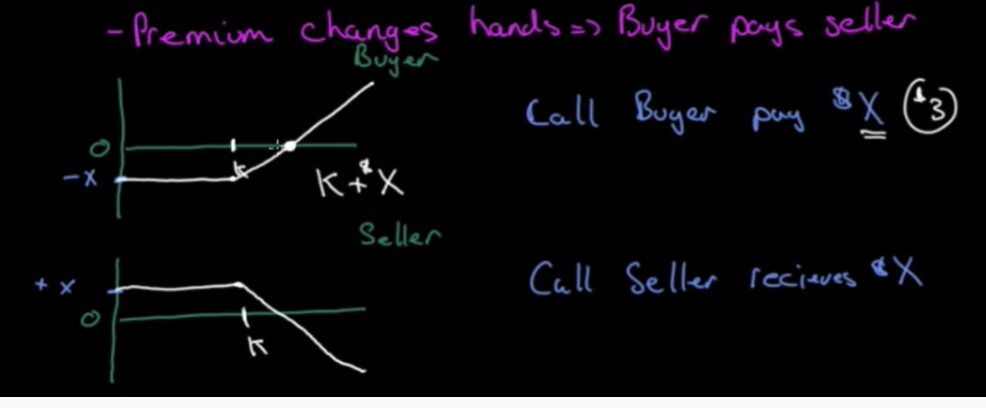 - Premium changes hands => Buyer pays seller
Buyer
Call Buyer pay $X $3
0
K
-X
K+$X
Seller
Call Seller recieves $X
+ X
0
K